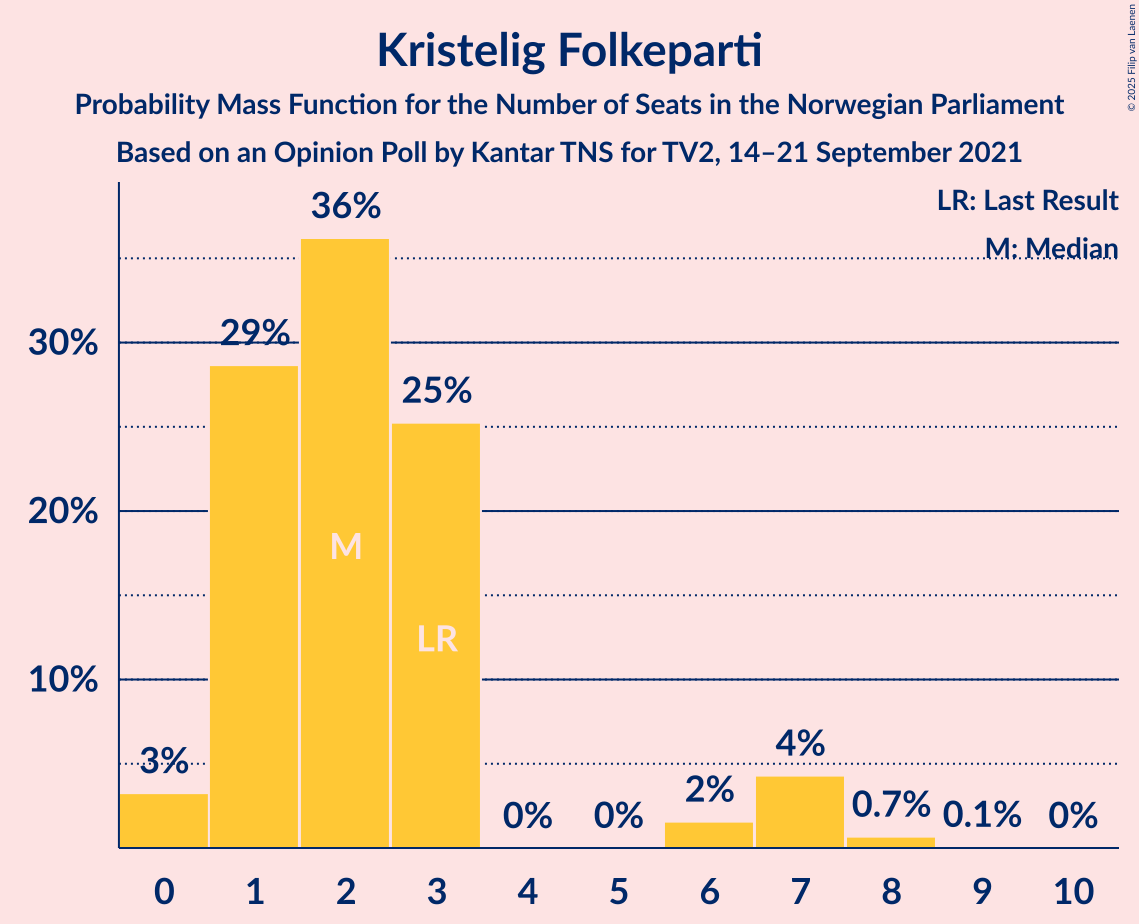 Kristelig Folkeparti
Probability Mass Function for the Number of Seats in the Norwegian Parliament
Based on an Opinion Poll by Kantar TNS for TV2, 14–21 September 2021
© 2025 Filip van Laenen
LR: Last Result
M: Median
36%
29%
30%
25%
20%
M
LR
10%
3%
0%
0%
2%
4%
0.7%
0.1%
0%
0 1 2 3 4 5 6 7 8 9 10